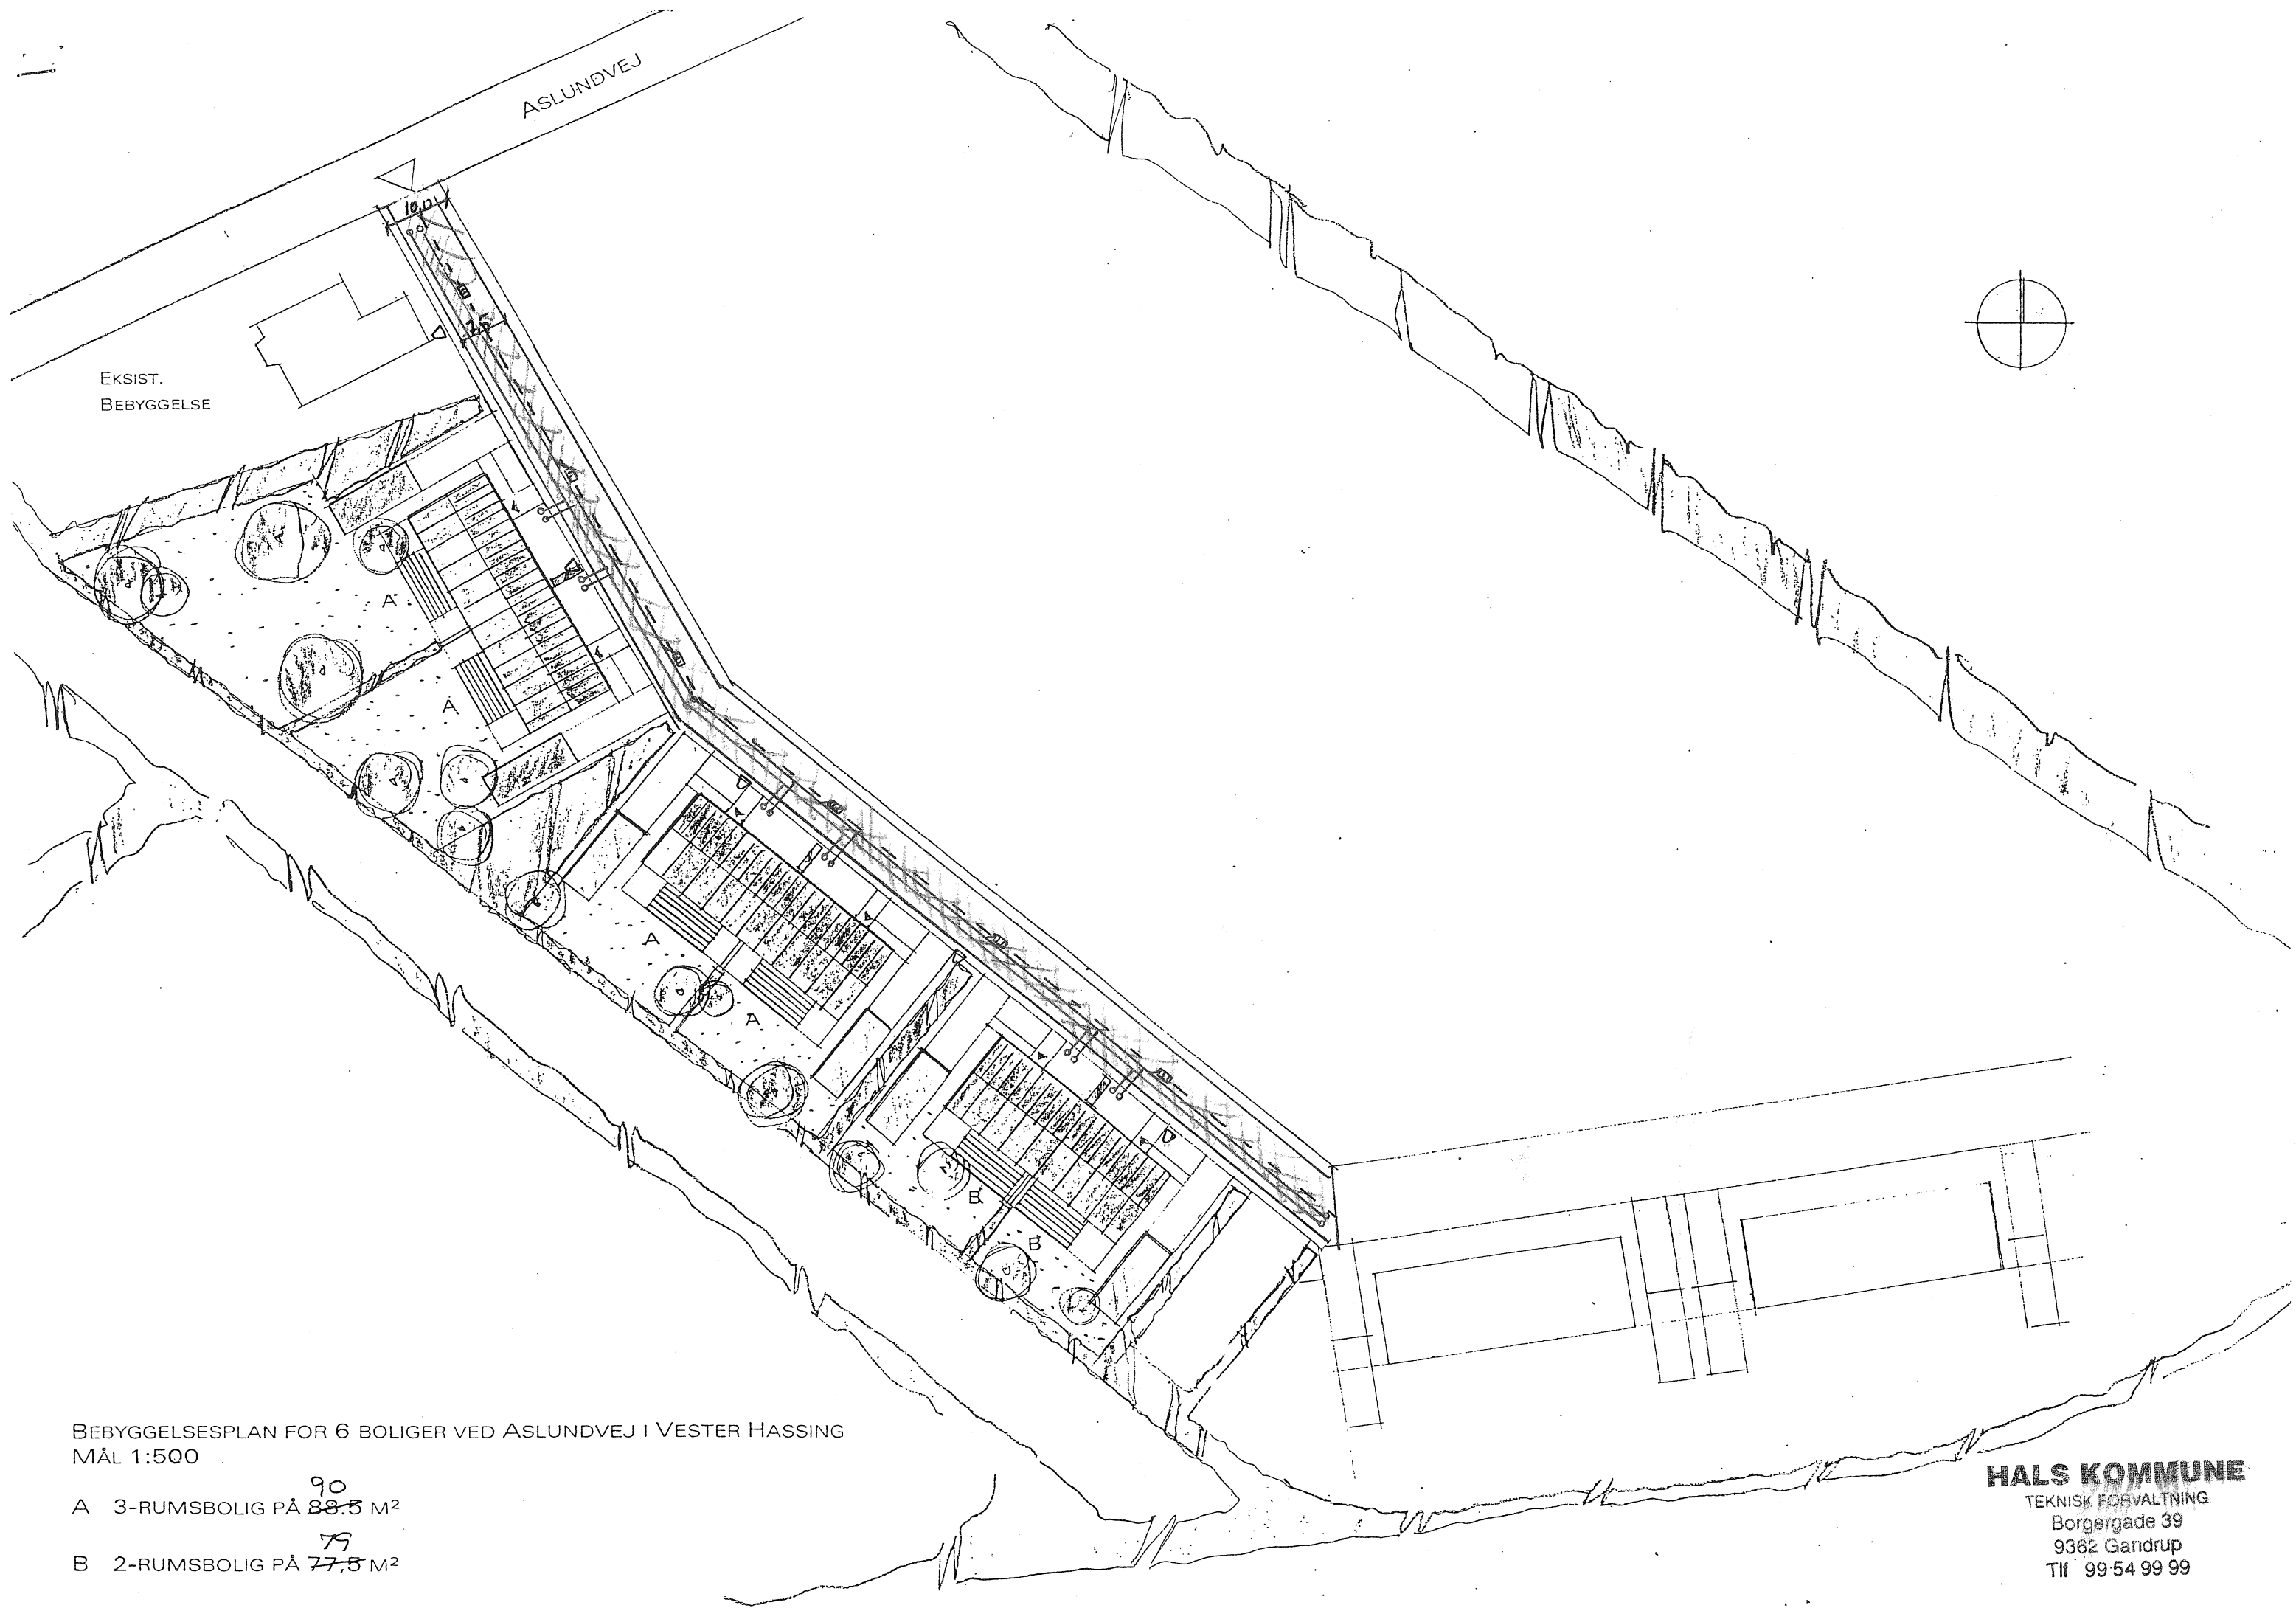 ASLUNDVEJ
10,0
7,5
EKSIST.
BEBYGGELSE
A
A
A
A
B
B
BEBYGGELSESPLAN FOR 6 BOLIGER VED ASLUNDVEJ I VESTER HASSING
MÅL 1:500
90
A 3-RUMSBOLIG PÅ 88.5 M²
79
B 2-RUMSBOLIG PÅ 77,5 M²
HALS KOMMUNE
TEKNISK FORVALTNING
Borgergade 39
9362 Gandrup
Tlf 99 54 99 99